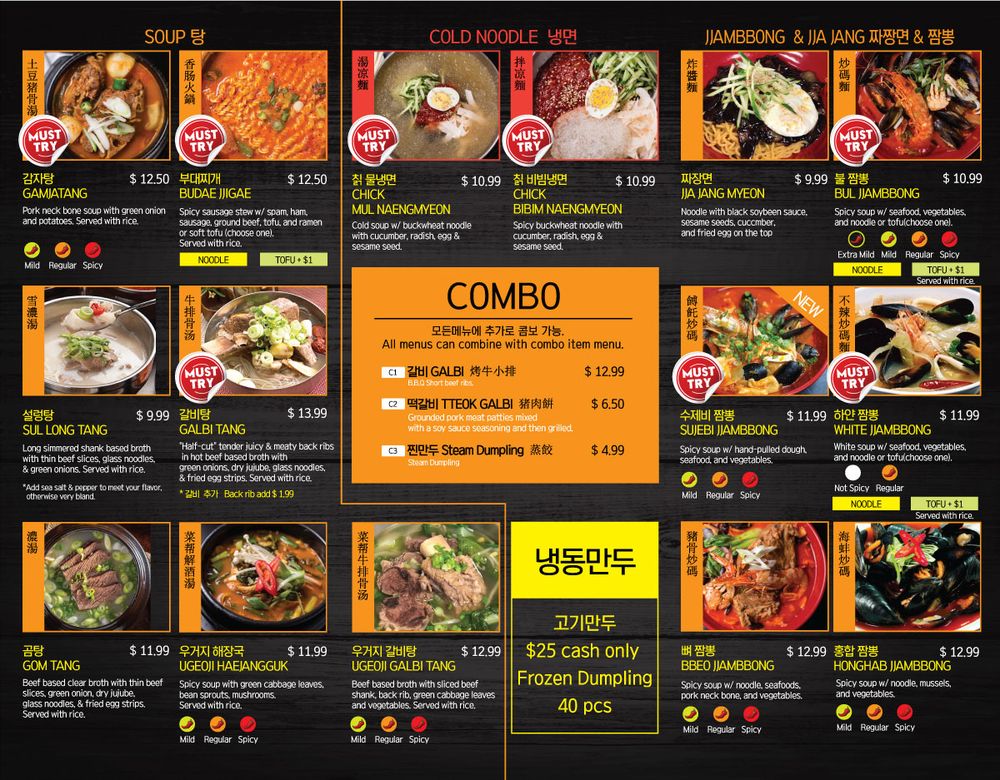 SOUP 탕
土豆猪骨湯
MUST TRY
감자탕
$ 12.50
GAMJATANG
Pork neck bone soup with green onion
and potatoes. Served with rice.
Mild Regular Spicy
香肠火鍋
MUST TRY
부대찌개
$ 12.50
BUDAE JJIGAE
Spicy sausage stew w/ spam, ham,
sausage, ground beef, tofu, and ramen
or soft tofu (choose one).
Served with rice.
NOODLE TOFU + $1
雪濃湯
설렁탕
$ 9.99
SUL LONG TANG
Long simmered shank based broth
with thin beef slices, glass noodles,
& green onions. Served with rice.
*Add sea salt & pepper to meet your flavor,
otherwise very bland.
牛排骨汤
MUST TRY
갈비탕
$ 13.99
GALBI TANG
"Half-cut" tender juicy & meaty back ribs
in hot beef based broth with
green onions, dry jujube, glass noodles,
& fried egg strips. Served with rice.
* 갈비 추가 Back rib add $ 1.99
濃湯
곰탕
$ 11.99
GOM TANG
Beef based clear broth with thin beef
slices, green onion, dry jujube,
glass noodles, & fried egg strips.
Served with rice.
菜帮解酒湯
우거지 해장국
$ 11.99
UGEOJI HAEJANGGUK
Spicy soup with green cabbage leaves,
bean sprouts, mushrooms.
Served with rice.
Mild Regular Spicy
菜帮牛排骨汤
우거지 갈비탕
$ 12.99
UGEOJI GALBI TANG
Beef based broth with sliced beef
shank, back rib, green cabbage leaves
and vegetables. Served with rice.
Mild Regular Spicy
COLD NOODLE 냉면
湯凉麵
MUST TRY
칡 물냉면
$ 10.99
CHICK
MUL NAENGMYEON
Cold soup w/ buckwheat noodle
with cucumber, radish, egg &
sesame seed.
拌凉麵
MUST TRY
칡 비빔냉면
$ 10.99
CHICK
BIBIM NAENGMYEON
Spicy buckwheat noodle with
cucumber, radish, egg &
sesame seed.
COMBO
모든메뉴에 추가로 콤보 가능.
All menus can combine with combo item menu.
C1 갈비 GALBI 烤牛小排 $ 12.99
B.B.Q Short beef ribs.
C2 떡갈비 TTEOK GALBI 猪肉餅 $ 6.50
Grounded pork meat patties mixed
with a soy sauce seasoning and then grilled.
C3 찐만두 Steam Dumpling 蒸餃 $ 4.99
Steam Dumpling
냉동만두
고기만두
$25 cash only
Frozen Dumpling
40 pcs
JJAMBBONG & JJA JANG 짜장면 & 짬뽕
炸醬麵
짜장면
$ 9.99
JJA JANG MYEON
Noodle with black soybeen sauce,
sesame seeds, cuccmber,
and fried egg on the top
炒碼麵
MUST TRY
불 짬뽕
$ 10.99
BUL JJAMBBONG
Spicy soup w/ seafood, vegetables,
and noodle or tofu(choose one).
Extra Mild Mild Regular Spicy
NOODLE TOFU + $1
Served with rice.
餺飥炒碼
NEW
MUST TRY
수제비 짬뽕
$ 11.99
SUJEBI JJAMBBONG
Spicy soup w/ hand-pulled dough,
seafood, and vegetables.
Mild Regular Spicy
不辣炒碼麵
MUST TRY
하얀 짬뽕
$ 11.99
WHITE JJAMBBONG
White soup w/ seafood, vegetables,
and noodle or tofu(choose one).
Not Spicy Regular
NOODLE TOFU + $1
Served with rice.
豬骨炒碼
뼈 짬뽕
$ 12.99
BBEO JJAMBBONG
Spicy soup w/ noodle, seafoods,
pork neck bone, and vegetables.
Mild Regular Spicy
海蚌炒碼
홍합 짬뽕
$ 12.99
HONGHAB JJAMBBONG
Spicy soup w/ noodle, mussels,
and vegetables.
Mild Regular Spicy